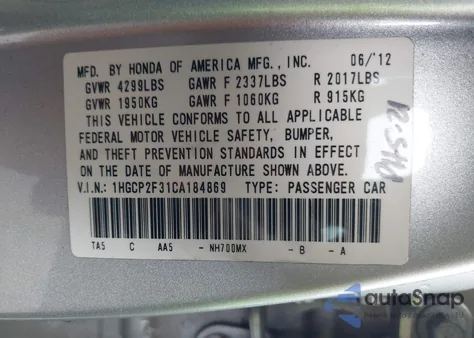 MFD. BY HONDA OF AMERICA MFG., INC. 06/'12
GVWR 4299LBS GAWR F 2337LBS R 2017LBS
GVWR 1950KG GAWR F 1060KG R 915KG
THIS VEHICLE CONFORMS TO ALL APPLICABLE
FEDERAL MOTOR VEHICLE SAFETY, BUMPER,
AND THEFT PREVENTION STANDARDS IN EFFECT
ON THE DATE OF MANUFACTURE SHOWN ABOVE.
V.I.N: 1HGCP2F31CA184869 TYPE: PASSENGER CAR
TA5 C AA5 - NH700MX - B - A
autoSnap